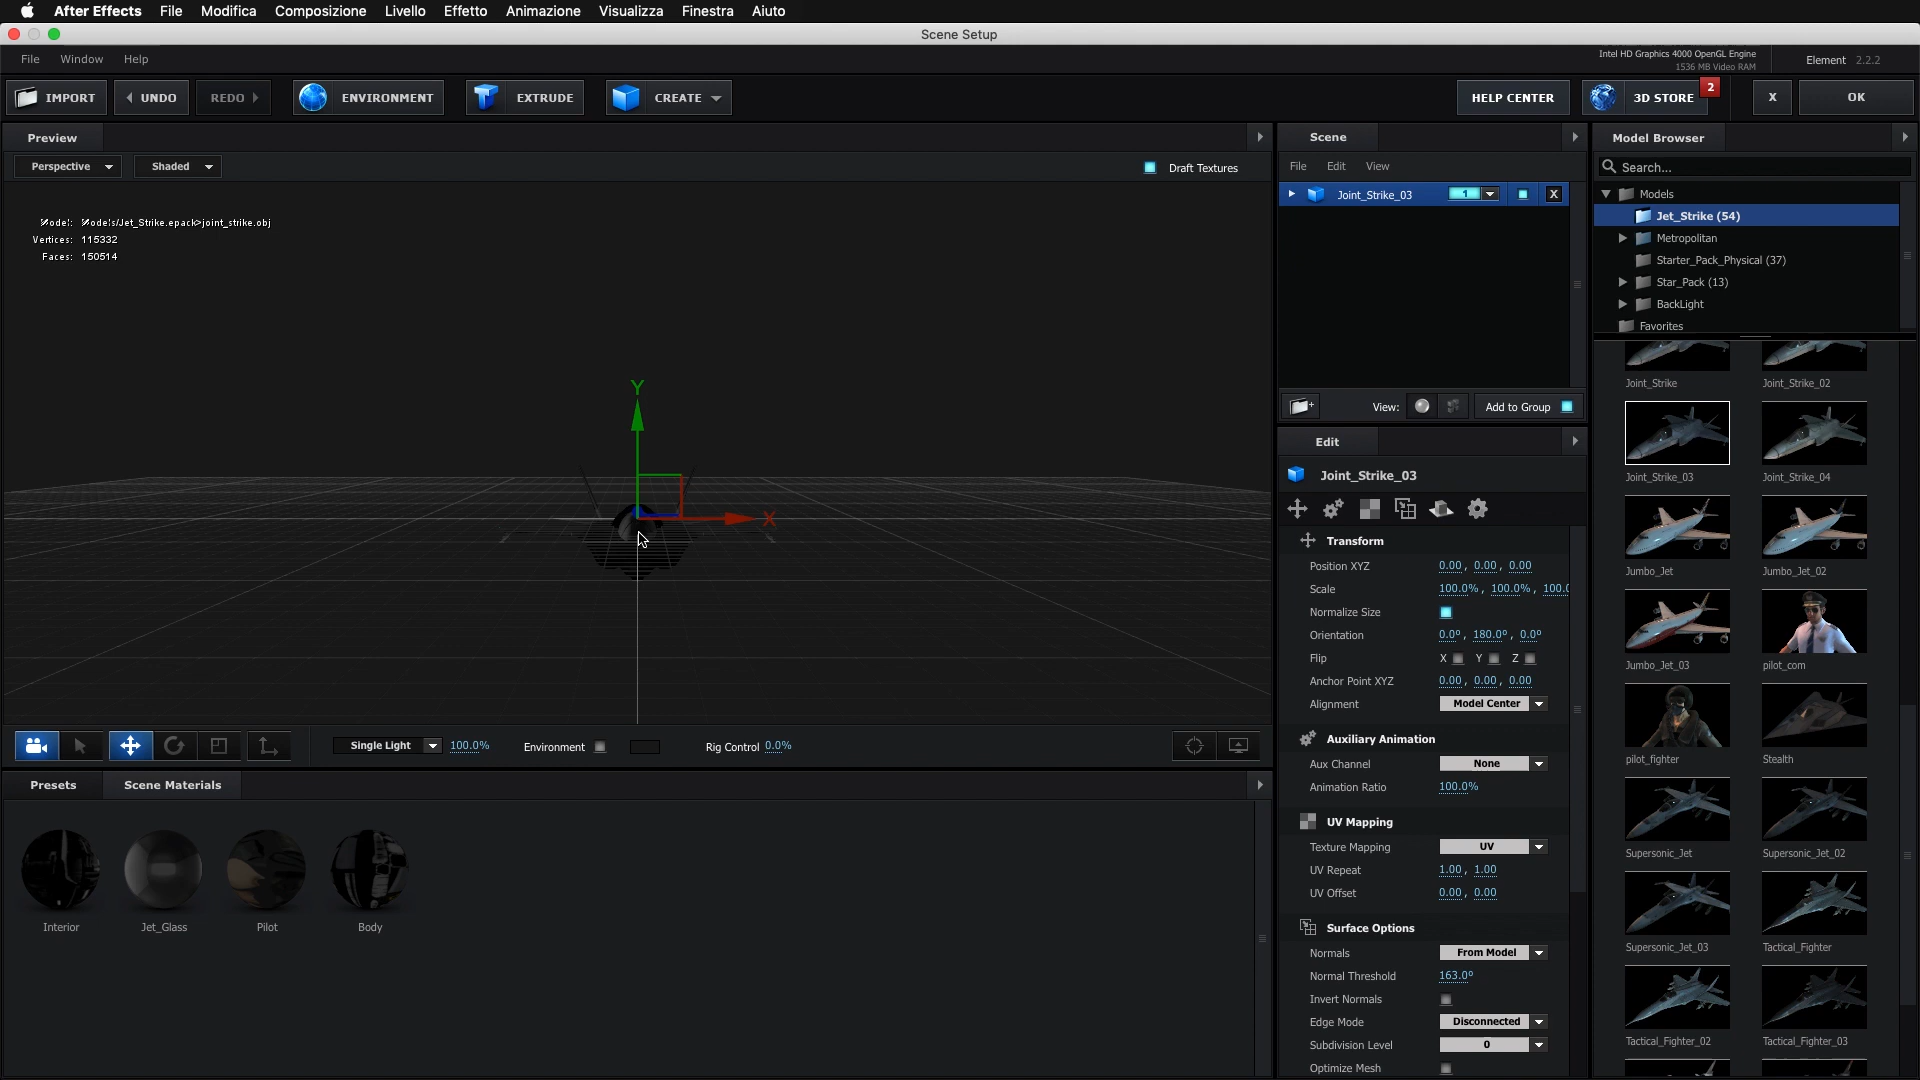 After Effects File Modifica Composizione Livello Effetto Animazione Visualizza Finestra Aiuto
Scene Setup
File Window Help
Intel HD Graphics 4000 OpenGL Engine
1536 MB Video RAM
Element 2.2.2
IMPORT UNDO REDO ENVIRONMENT EXTRUDE CREATE HELP CENTER 3D STORE 2 X OK
Preview
Perspective Shaded Draft Textures
Model: Models/Jet_Strike.epack>joint_strike.obj
Vertices: 115332
Faces: 150514
Y
X
Single Light 100.0% Environment Rig Control 0.0%
Presets Scene Materials
Interior Jet_Glass Pilot Body
Scene
File Edit View
Joint_Strike_03 1 X
View: Add to Group
Edit
Joint_Strike_03
Transform
Position XYZ 0.00, 0.00, 0.00
Scale 100.0%, 100.0%, 100.0
Normalize Size
Orientation 0.0°, 180.0°, 0.0°
Flip X Y Z
Anchor Point XYZ 0.00, 0.00, 0.00
Alignment Model Center
Auxiliary Animation
Aux Channel None
Animation Ratio 100.0%
UV Mapping
Texture Mapping UV
UV Repeat 1.00, 1.00
UV Offset 0.00, 0.00
Surface Options
Normals From Model
Normal Threshold 163.0°
Invert Normals
Edge Mode Disconnected
Subdivision Level 0
Optimize Mesh
Model Browser
Search...
Models
Jet_Strike (54)
Metropolitan
Starter_Pack_Physical (37)
Star_Pack (13)
BackLight
Favorites
Joint_Strike Joint_Strike_02
Joint_Strike_03 Joint_Strike_04
Jumbo_Jet Jumbo_Jet_02
Jumbo_Jet_03 pilot_com
pilot_fighter Stealth
Supersonic_Jet Supersonic_Jet_02
Supersonic_Jet_03 Tactical_Fighter
Tactical_Fighter_02 Tactical_Fighter_03